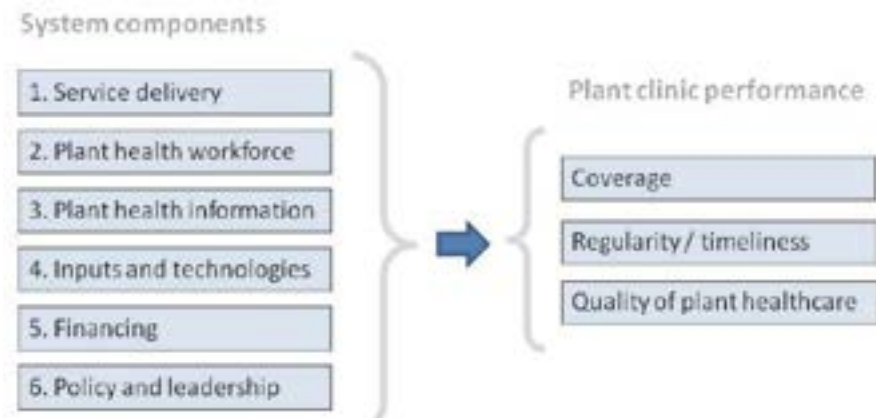 System components
1. Service delivery
2. Plant health workforce
3. Plant health information
4. Inputs and technologies
5. Financing
6. Policy and leadership
Plant clinic performance
Coverage
Regularity / timeliness
Quality of plant healthcare